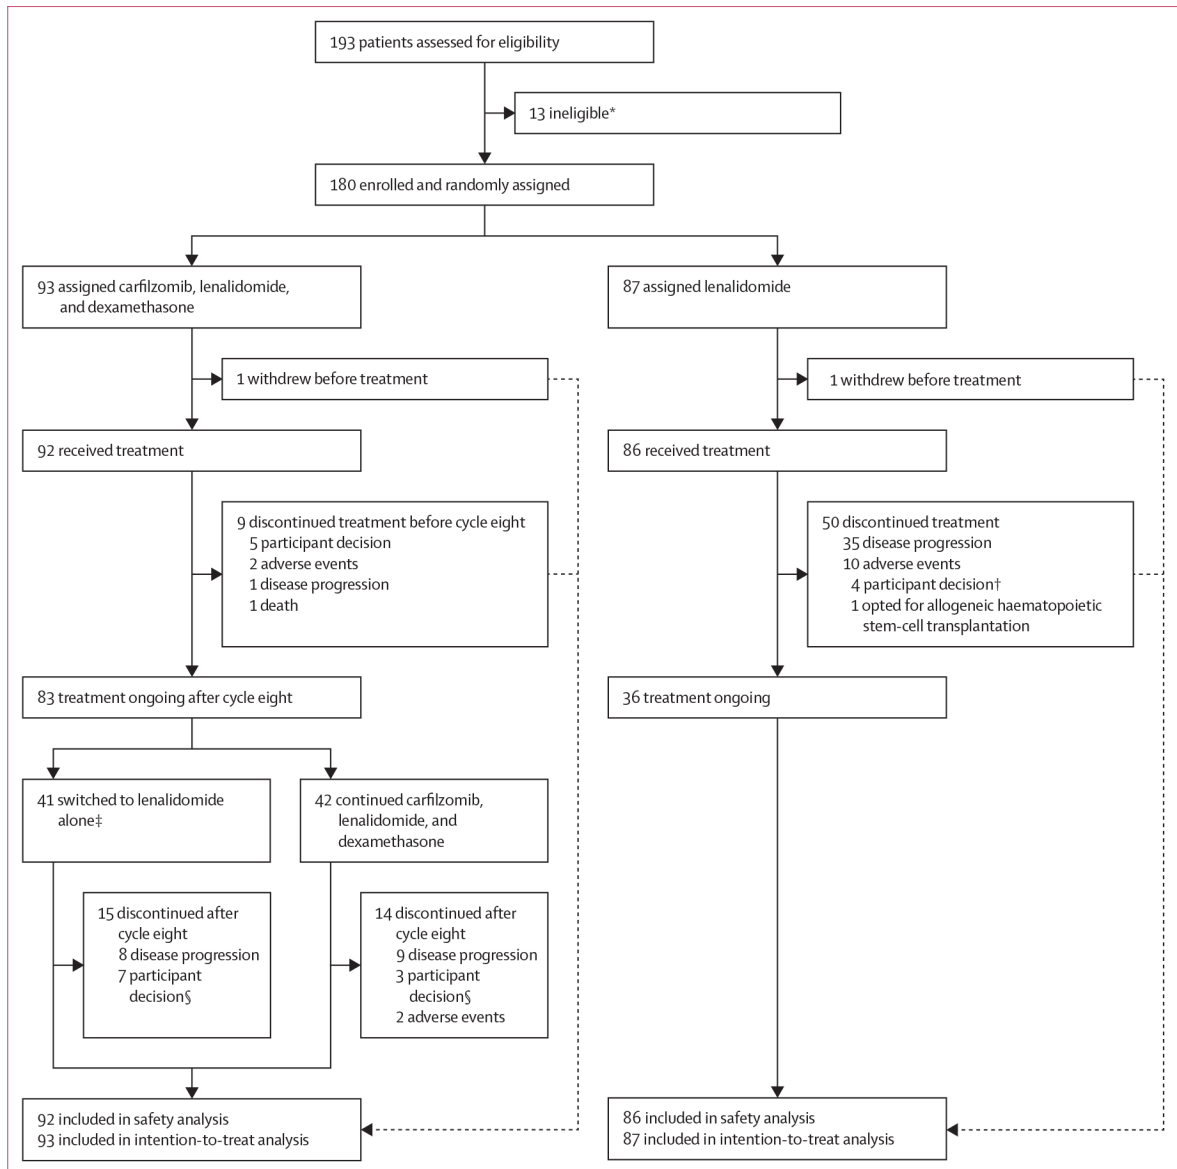 193 patients assessed for eligibility
13 ineligible*
180 enrolled and randomly assigned
93 assigned carfilzomib, lenalidomide,
and dexamethasone
87 assigned lenalidomide
1 withdrew before treatment
1 withdrew before treatment
92 received treatment
86 received treatment
9 discontinued treatment before cycle eight
5 participant decision
2 adverse events
1 disease progression
1 death
50 discontinued treatment
35 disease progression
10 adverse events
4 participant decision†
1 opted for allogeneic haematopoietic
stem-cell transplantation
83 treatment ongoing after cycle eight
36 treatment ongoing
41 switched to lenalidomide
alone‡
42 continued carfilzomib,
lenalidomide, and
dexamethasone
15 discontinued after
cycle eight
8 disease progression
7 participant
decision§
14 discontinued after
cycle eight
9 disease progression
3 participant
decision§
2 adverse events
92 included in safety analysis
93 included in intention-to-treat analysis
86 included in safety analysis
87 included in intention-to-treat analysis